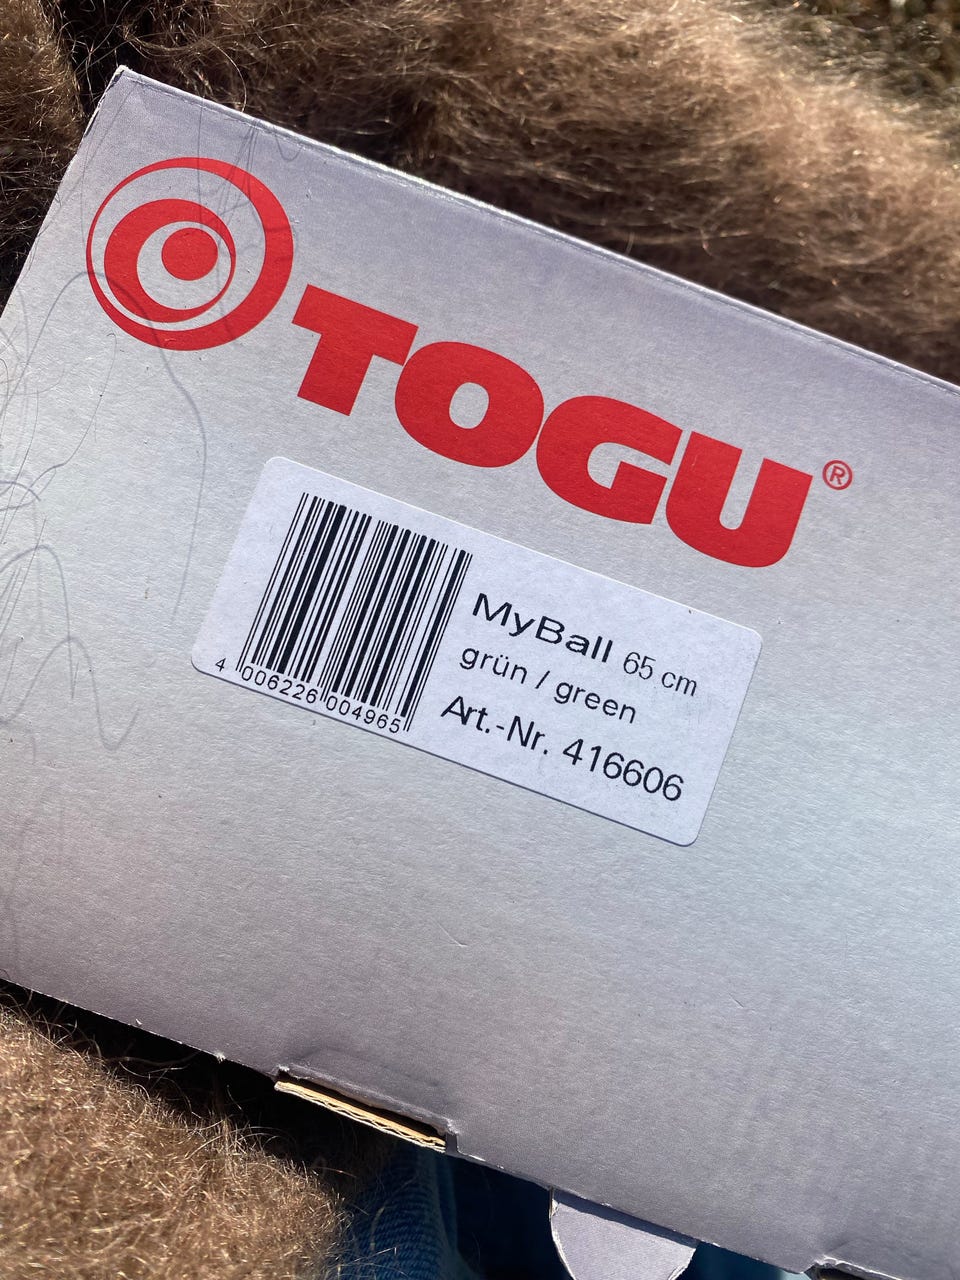 TOGU®
MyBall 65 cm
grün / green
Art.-Nr. 416606
4 006226 004965